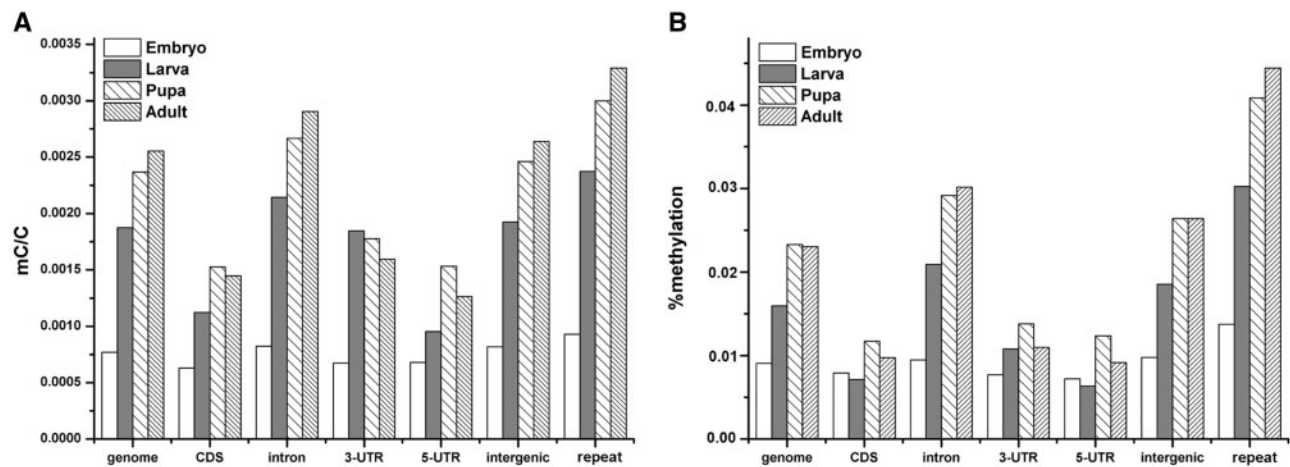 A
mC/C
0.0035
0.0030
0.0025
0.0020
0.0015
0.0010
0.0005
0.0000
Embryo
Larva
Pupa
Adult
genome CDS intron 3-UTR 5-UTR intergenic repeat
B
%methylation
0.04
0.03
0.02
0.01
0.00
Embryo
Larva
Pupa
Adult
genome CDS intron 3-UTR 5-UTR intergenic repeat